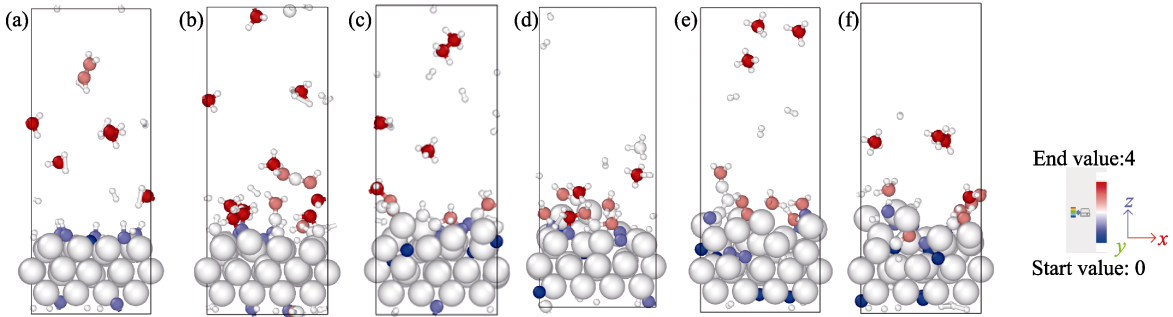 (a) (b) (c) (d) (e) (f)
End value:4
z
y x
Start value: 0